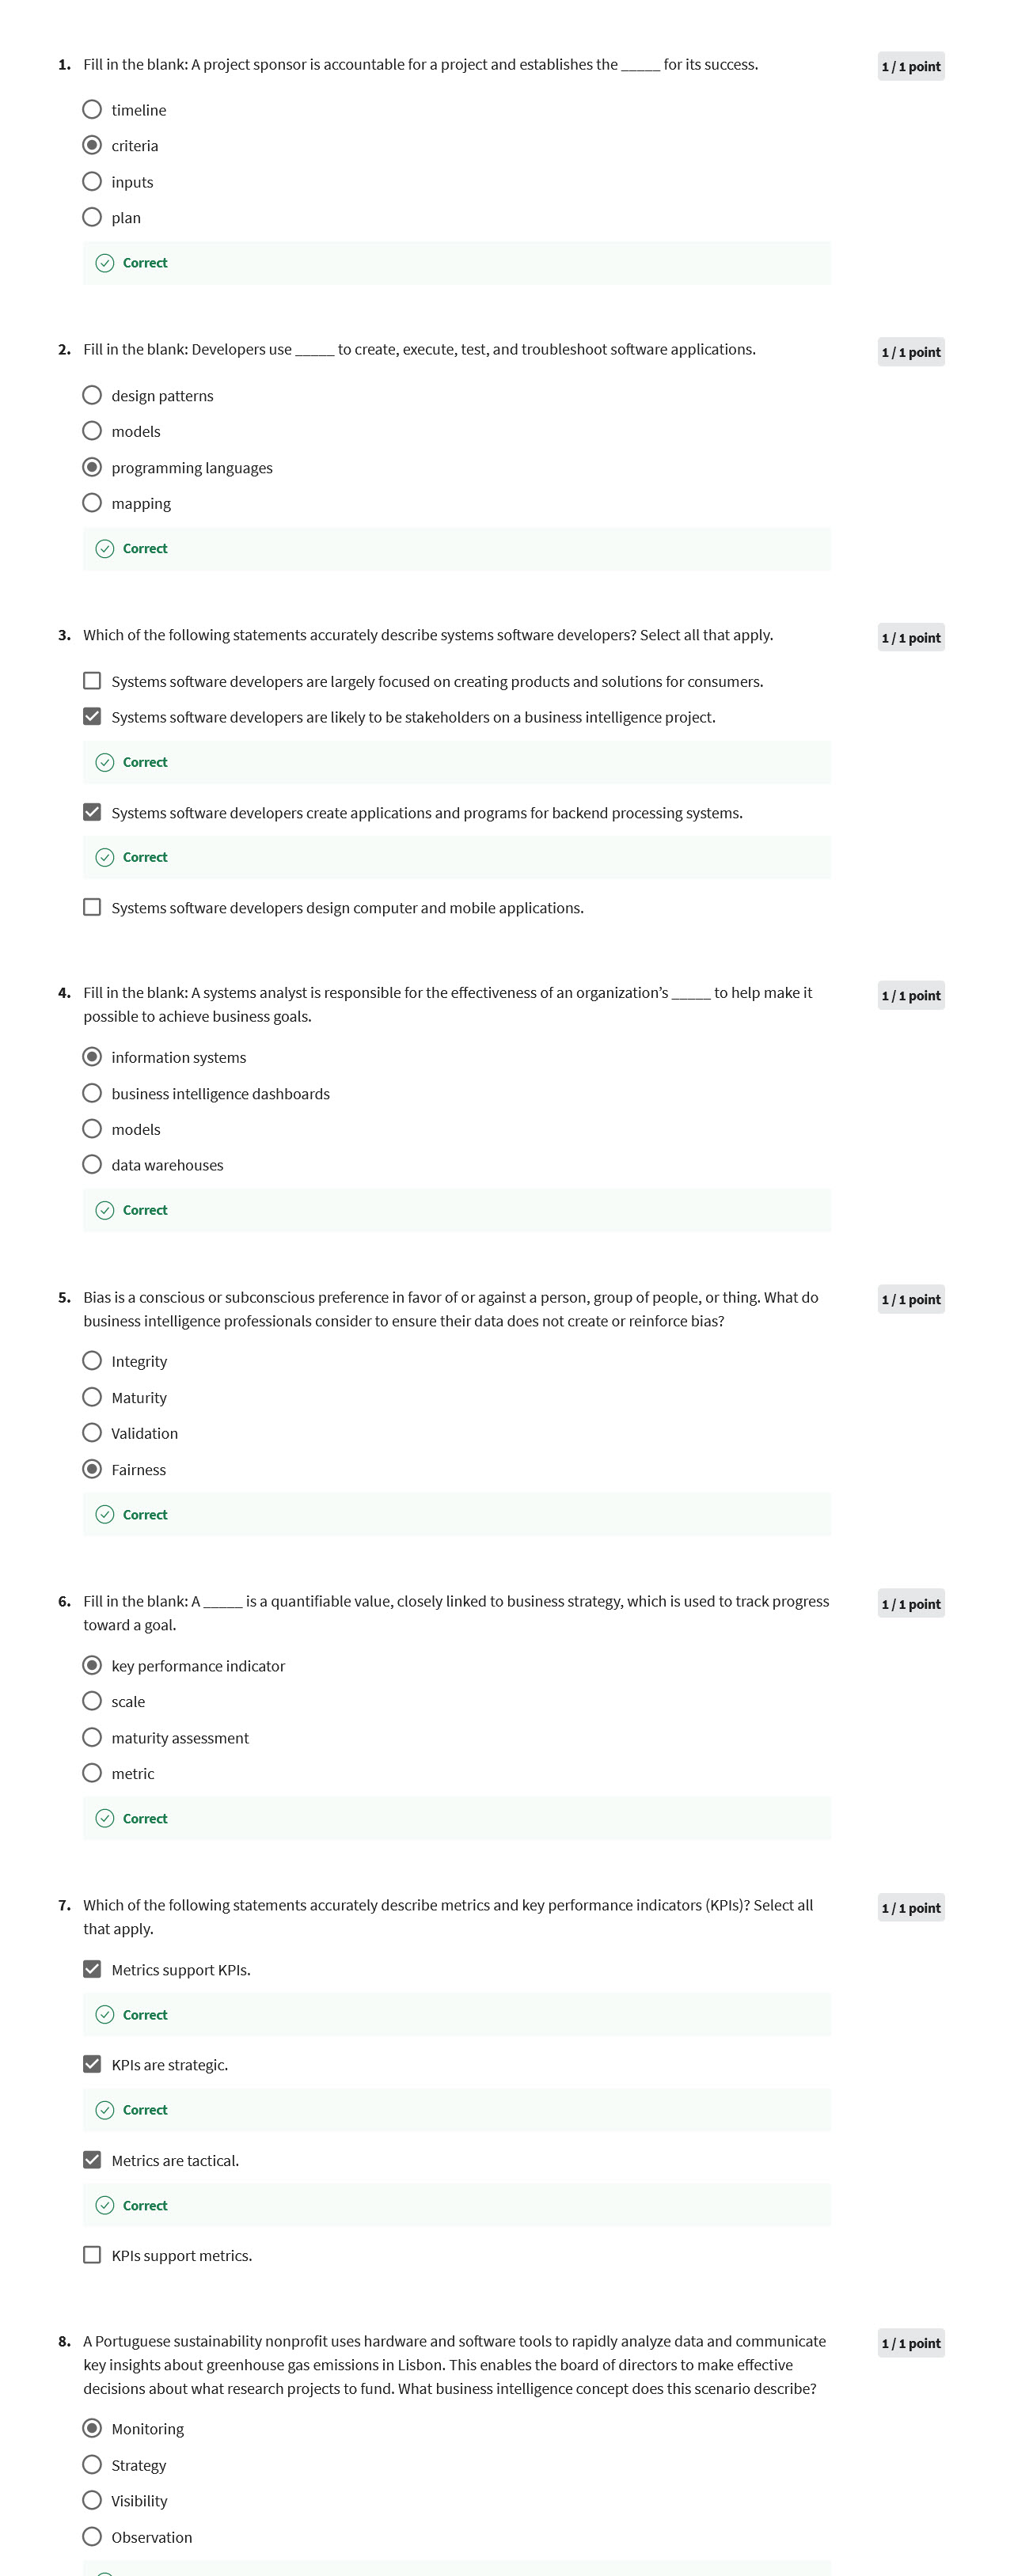 1. Fill in the blank: A project sponsor is accountable for a project and establishes the _____ for its success.
1 / 1 point
timeline
criteria
inputs
plan
Correct
2. Fill in the blank: Developers use _____ to create, execute, test, and troubleshoot software applications.
1 / 1 point
design patterns
models
programming languages
mapping
Correct
3. Which of the following statements accurately describe systems software developers? Select all that apply.
1 / 1 point
Systems software developers are largely focused on creating products and solutions for consumers.
Systems software developers are likely to be stakeholders on a business intelligence project.
Correct
Systems software developers create applications and programs for backend processing systems.
Correct
Systems software developers design computer and mobile applications.
4. Fill in the blank: A systems analyst is responsible for the effectiveness of an organization’s _____ to help make it
possible to achieve business goals.
1 / 1 point
information systems
business intelligence dashboards
models
data warehouses
Correct
5. Bias is a conscious or subconscious preference in favor of or against a person, group of people, or thing. What do
business intelligence professionals consider to ensure their data does not create or reinforce bias?
1 / 1 point
Integrity
Maturity
Validation
Fairness
Correct
6. Fill in the blank: A _____ is a quantifiable value, closely linked to business strategy, which is used to track progress
toward a goal.
1 / 1 point
key performance indicator
scale
maturity assessment
metric
Correct
7. Which of the following statements accurately describe metrics and key performance indicators (KPIs)? Select all
that apply.
1 / 1 point
Metrics support KPIs.
Correct
KPIs are strategic.
Correct
Metrics are tactical.
Correct
KPIs support metrics.
8. A Portuguese sustainability nonprofit uses hardware and software tools to rapidly analyze data and communicate
key insights about greenhouse gas emissions in Lisbon. This enables the board of directors to make effective
decisions about what research projects to fund. What business intelligence concept does this scenario describe?
1 / 1 point
Monitoring
Strategy
Visibility
Observation